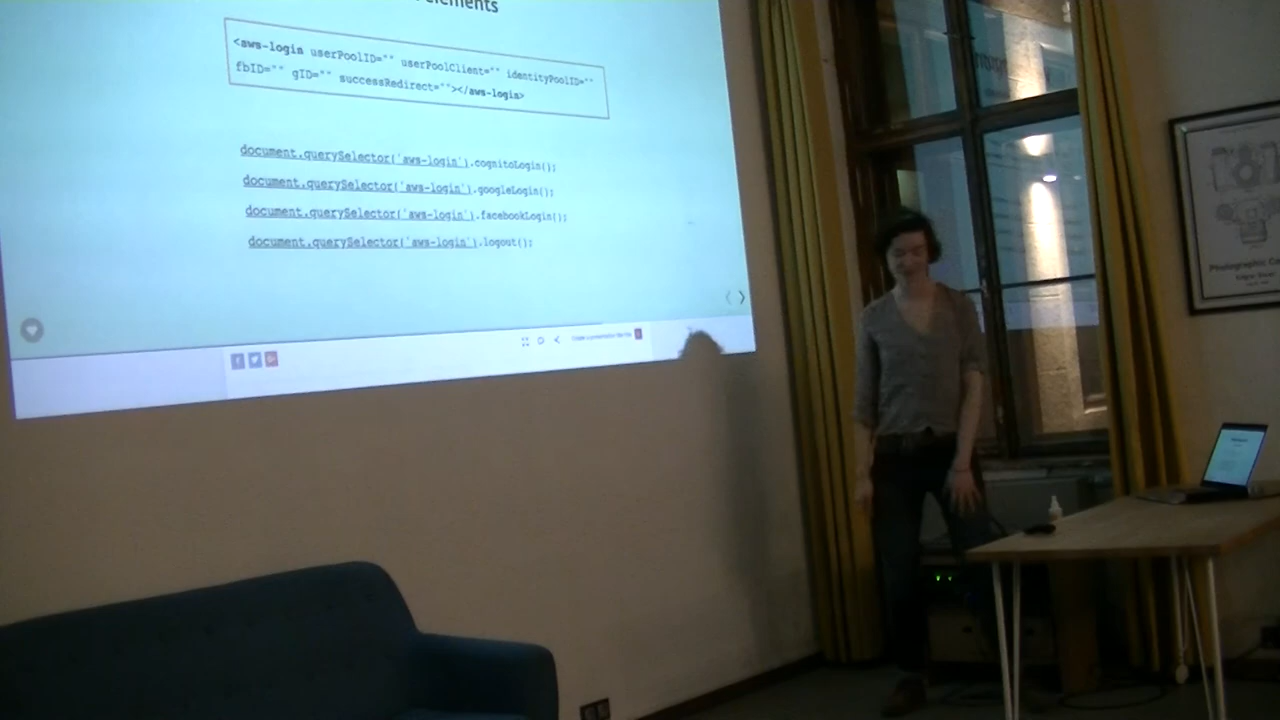 elements
<aws-login userPoolID="" userPoolClient="" identityPoolID=""
fbID="" gID="" successRedirect=""></aws-login>
document.querySelector('aws-login').cognitoLogin();
document.querySelector('aws-login').googleLogin();
document.querySelector('aws-login').facebookLogin();
document.querySelector('aws-login').logout();
Photographic